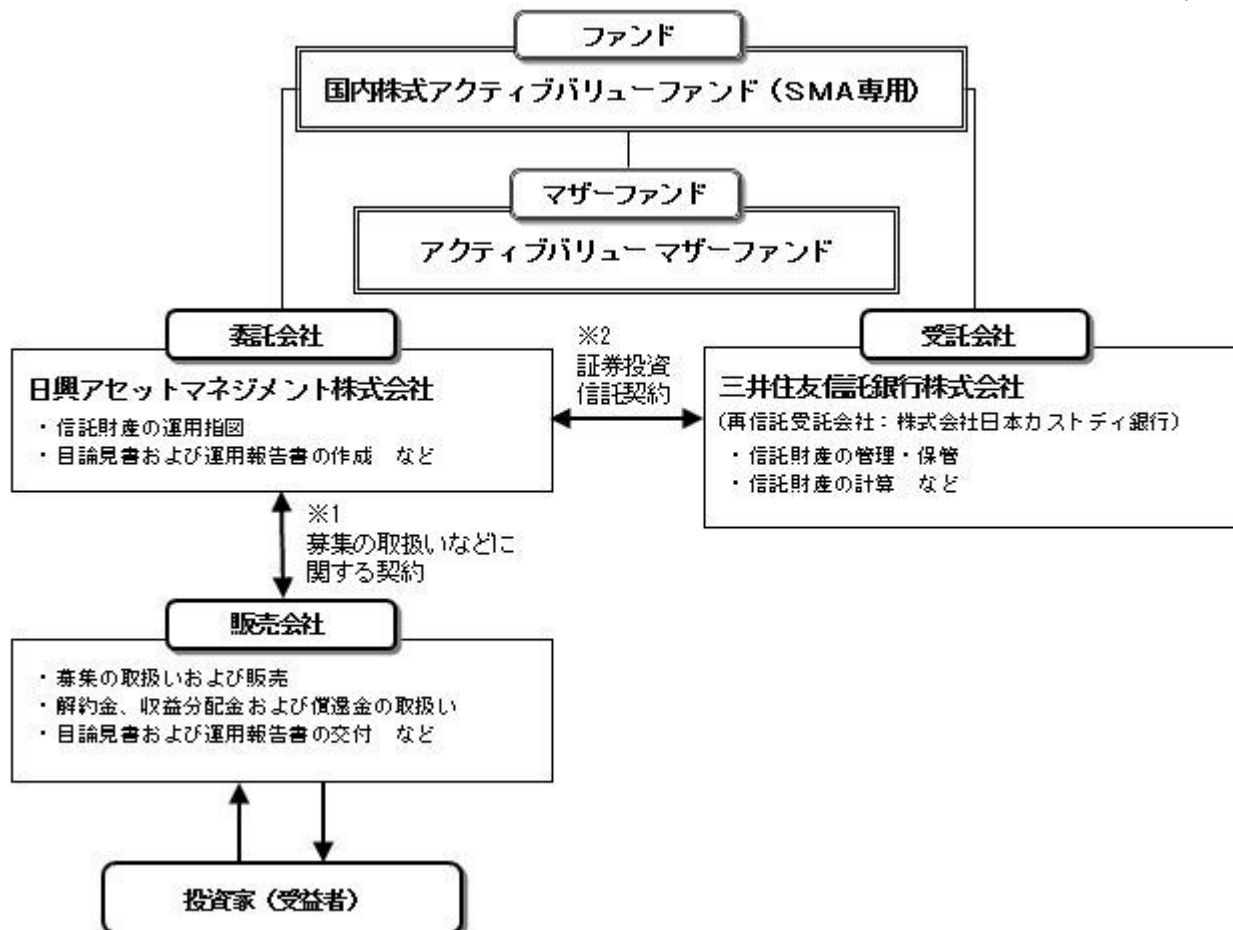 ファンド
国内株式アクティブバリューファンド（ＳＭＡ専用）
マザーファンド
アクティブバリュー マザーファンド
委託会社
日興アセットマネジメント株式会社
・信託財産の運用指図
・目論見書および運用報告書の作成　など
※2
証券投資
信託契約
受託会社
三井住友信託銀行株式会社
(再信託受託会社：株式会社日本カストディ銀行)
・信託財産の管理・保管
・信託財産の計算　など
※1
募集の取扱いなどに
関する契約
販売会社
・募集の取扱いおよび販売
・解約金、収益分配金および償還金の取扱い
・目論見書および運用報告書の交付　など
投資家（受益者）